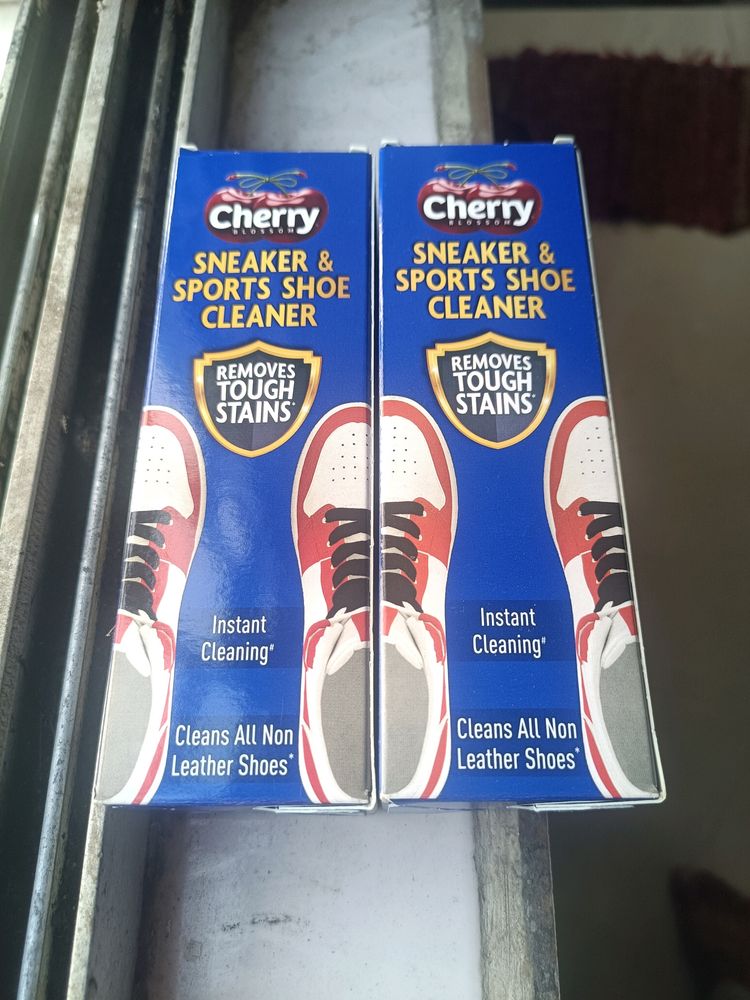 Cherry
BLOSSOM
SNEAKER &
SPORTS SHOE
CLEANER
REMOVES
TOUGH
STAINS*
Instant
Cleaning#
Cleans All Non
Leather Shoes*
Cherry
BLOSSOM
SNEAKER &
SPORTS SHOE
CLEANER
REMOVES
TOUGH
STAINS*
Instant
Cleaning#
Cleans All Non
Leather Shoes*